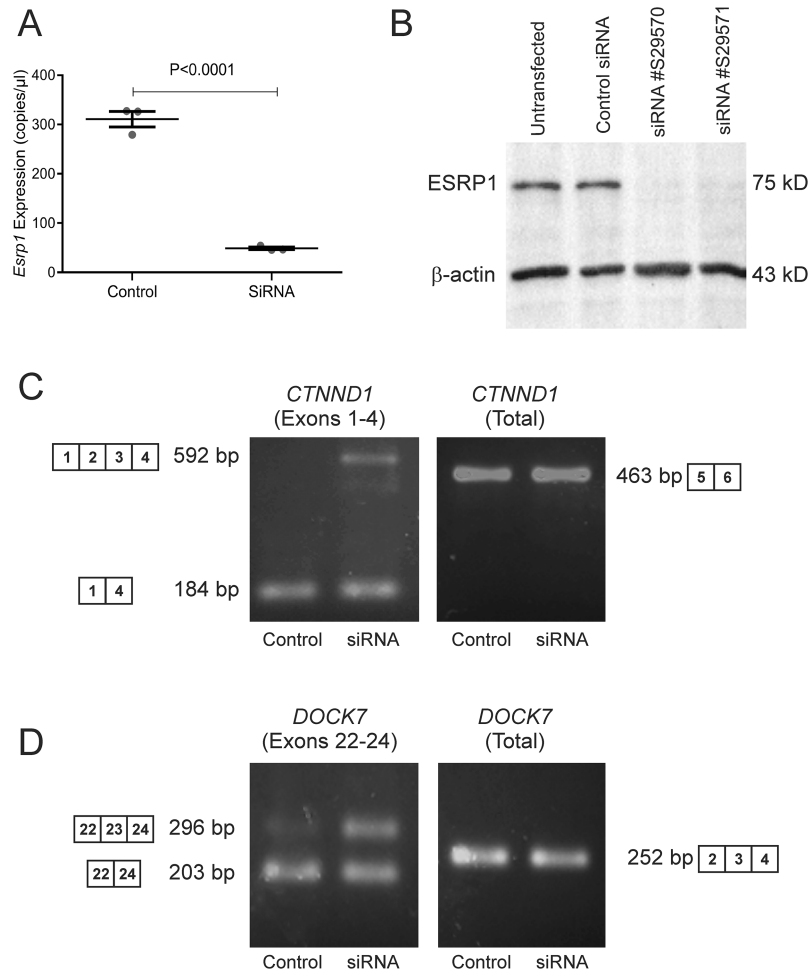 A
P<0.0001
Esrp1 Expression (copies/µl)
400
300
200
100
0
Control
SiRNA
B
Untransfected
Control siRNA
siRNA #S29570
siRNA #S29571
ESRP1
75 kD
β-actin
43 kD
C
CTNND1
(Exons 1-4)
CTNND1
(Total)
1 2 3 4
592 bp
463 bp
5 6
1 4
184 bp
Control
siRNA
Control
siRNA
D
DOCK7
(Exons 22-24)
DOCK7
(Total)
22 23 24
296 bp
22 24
203 bp
252 bp
2 3 4
Control
siRNA
Control
siRNA